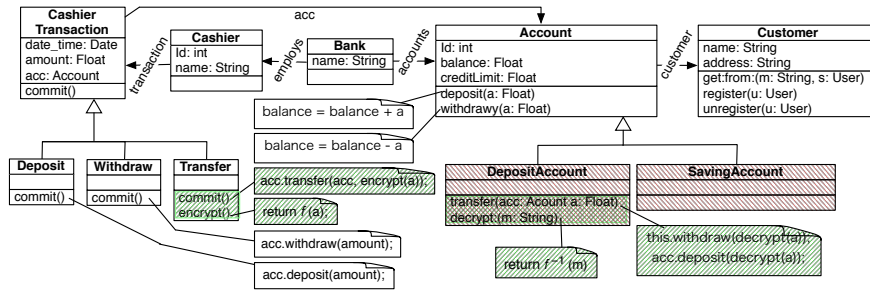 Cashier
Transaction
date_time: Date
amount: Float
acc: Account
commit()
acc
transaction
Cashier
Id: int
name: String
employs
Bank
name: String
accounts
Account
Id: int
balance: Float
creditLimit: Float
deposit(a: Float)
withdrawy(a: Float)
customer
Customer
name: String
address: String
get:from:(m: String, s: User)
register(u: User)
unregister(u: User)
balance = balance + a
balance = balance - a
Deposit
commit()
Withdraw
commit()
Transfer
commit()
encrypt()
acc.transfer(acc, encrypt(a));
return f (a);
acc.withdraw(amount);
acc.deposit(amount);
DepositAccount
transfer(acc: Acount a: Float),
decrypt:(m: String)
SavingAccount
return f⁻¹ (m)
this.withdraw(decrypt(a));
acc.deposit(decrypt(a));